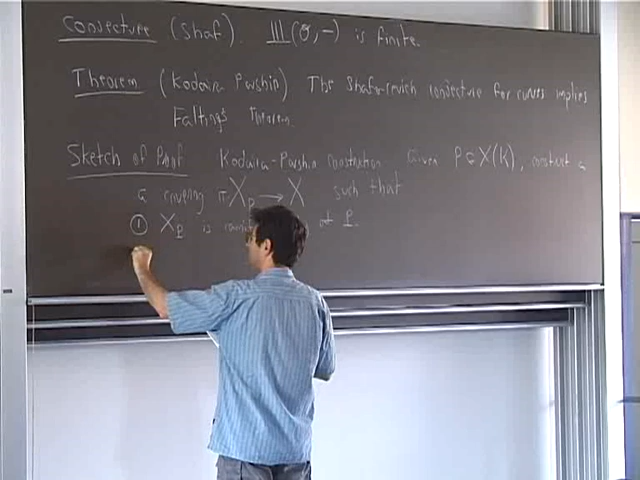 Conjecture (Shaf). Ш(O, -) is finite.
Theorem (Kodaira Parshin) The Shafarevich conjecture for curves implies
Faltings Theorem.
Sketch of Proof Kodaira-Parshin construction Given P ∈ X(K), construct a
a covering π: X_P → X such that
① X_P is at P.